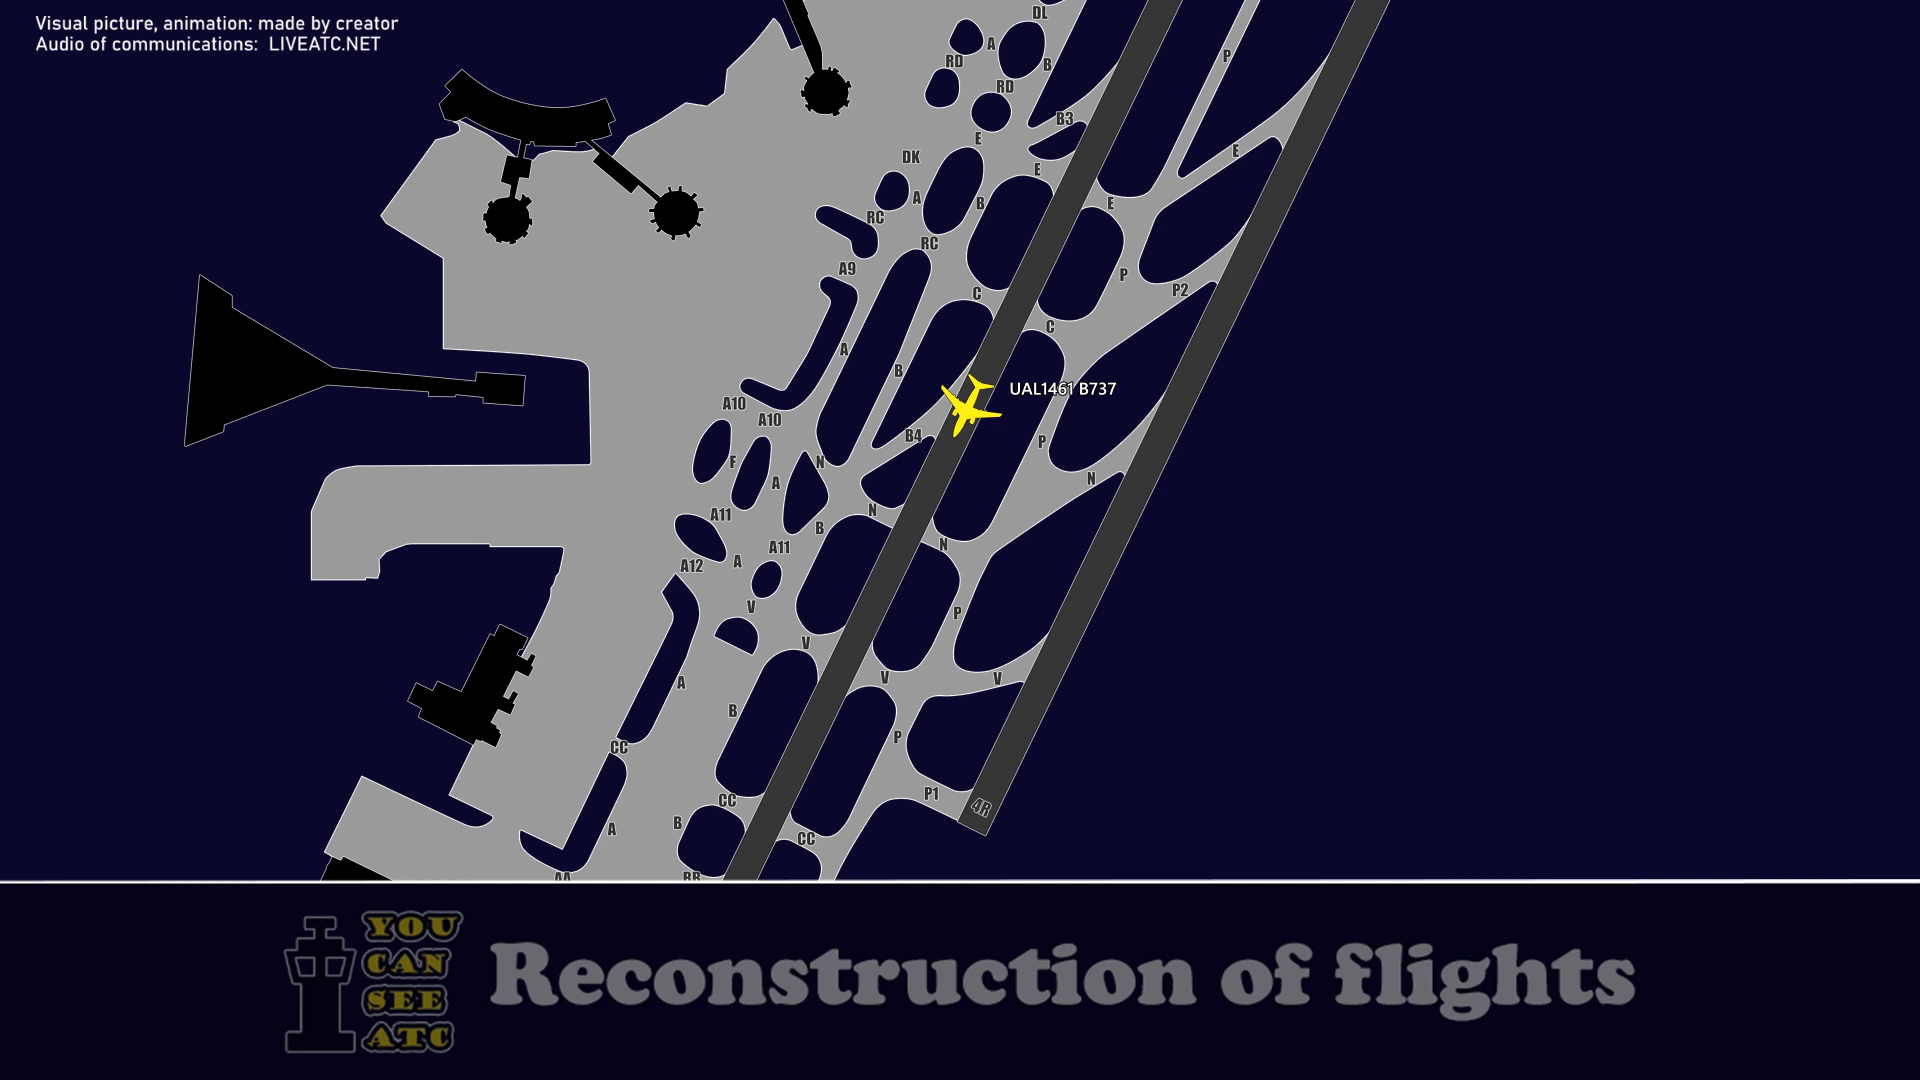 Visual picture, animation: made by creator
Audio of communications: LIVEATC.NET
DL
A
P
RD
B
RD
B3
E
E
DK
E
A
B
E
RC
RC
A9
P
P2
C
C
A
B
UAL1461 B737
A10
A10
B4
P
F
N
N
A
A11
N
B
N
A11
A
A12
V
P
V
V
V
A
B
P
CC
P1
CC
4R
B
A
CC
AA
BB
YOU
CAN
SEE
ATC
Reconstruction of flights